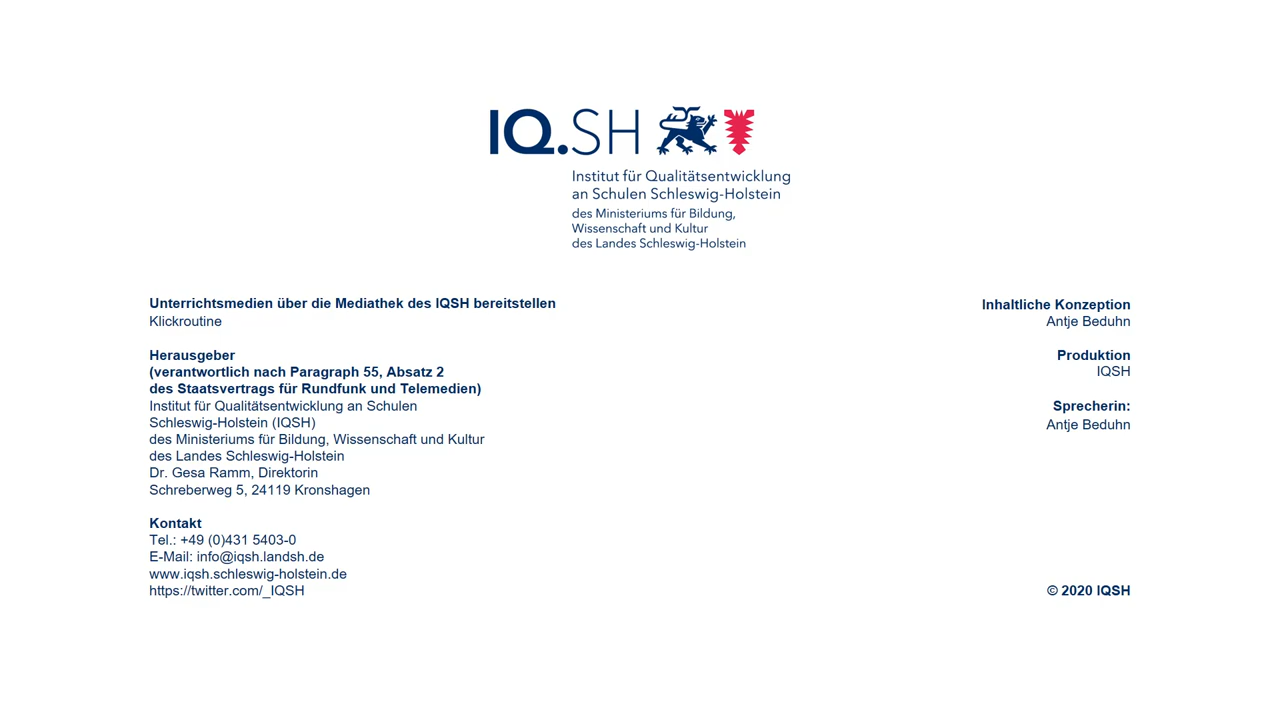 IQ.SH
Institut für Qualitätsentwicklung
an Schulen Schleswig-Holstein
des Ministeriums für Bildung,
Wissenschaft und Kultur
des Landes Schleswig-Holstein
Unterrichtsmedien über die Mediathek des IQSH bereitstellen
Klickroutine
Herausgeber
(verantwortlich nach Paragraph 55, Absatz 2
des Staatsvertrags für Rundfunk und Telemedien)
Institut für Qualitätsentwicklung an Schulen
Schleswig-Holstein (IQSH)
des Ministeriums für Bildung, Wissenschaft und Kultur
des Landes Schleswig-Holstein
Dr. Gesa Ramm, Direktorin
Schreberweg 5, 24119 Kronshagen
Kontakt
Tel.: +49 (0)431 5403-0
E-Mail: info@iqsh.landsh.de
www.iqsh.schleswig-holstein.de
https://twitter.com/_IQSH
Inhaltliche Konzeption
Antje Beduhn
Produktion
IQSH
Sprecherin:
Antje Beduhn
© 2020 IQSH